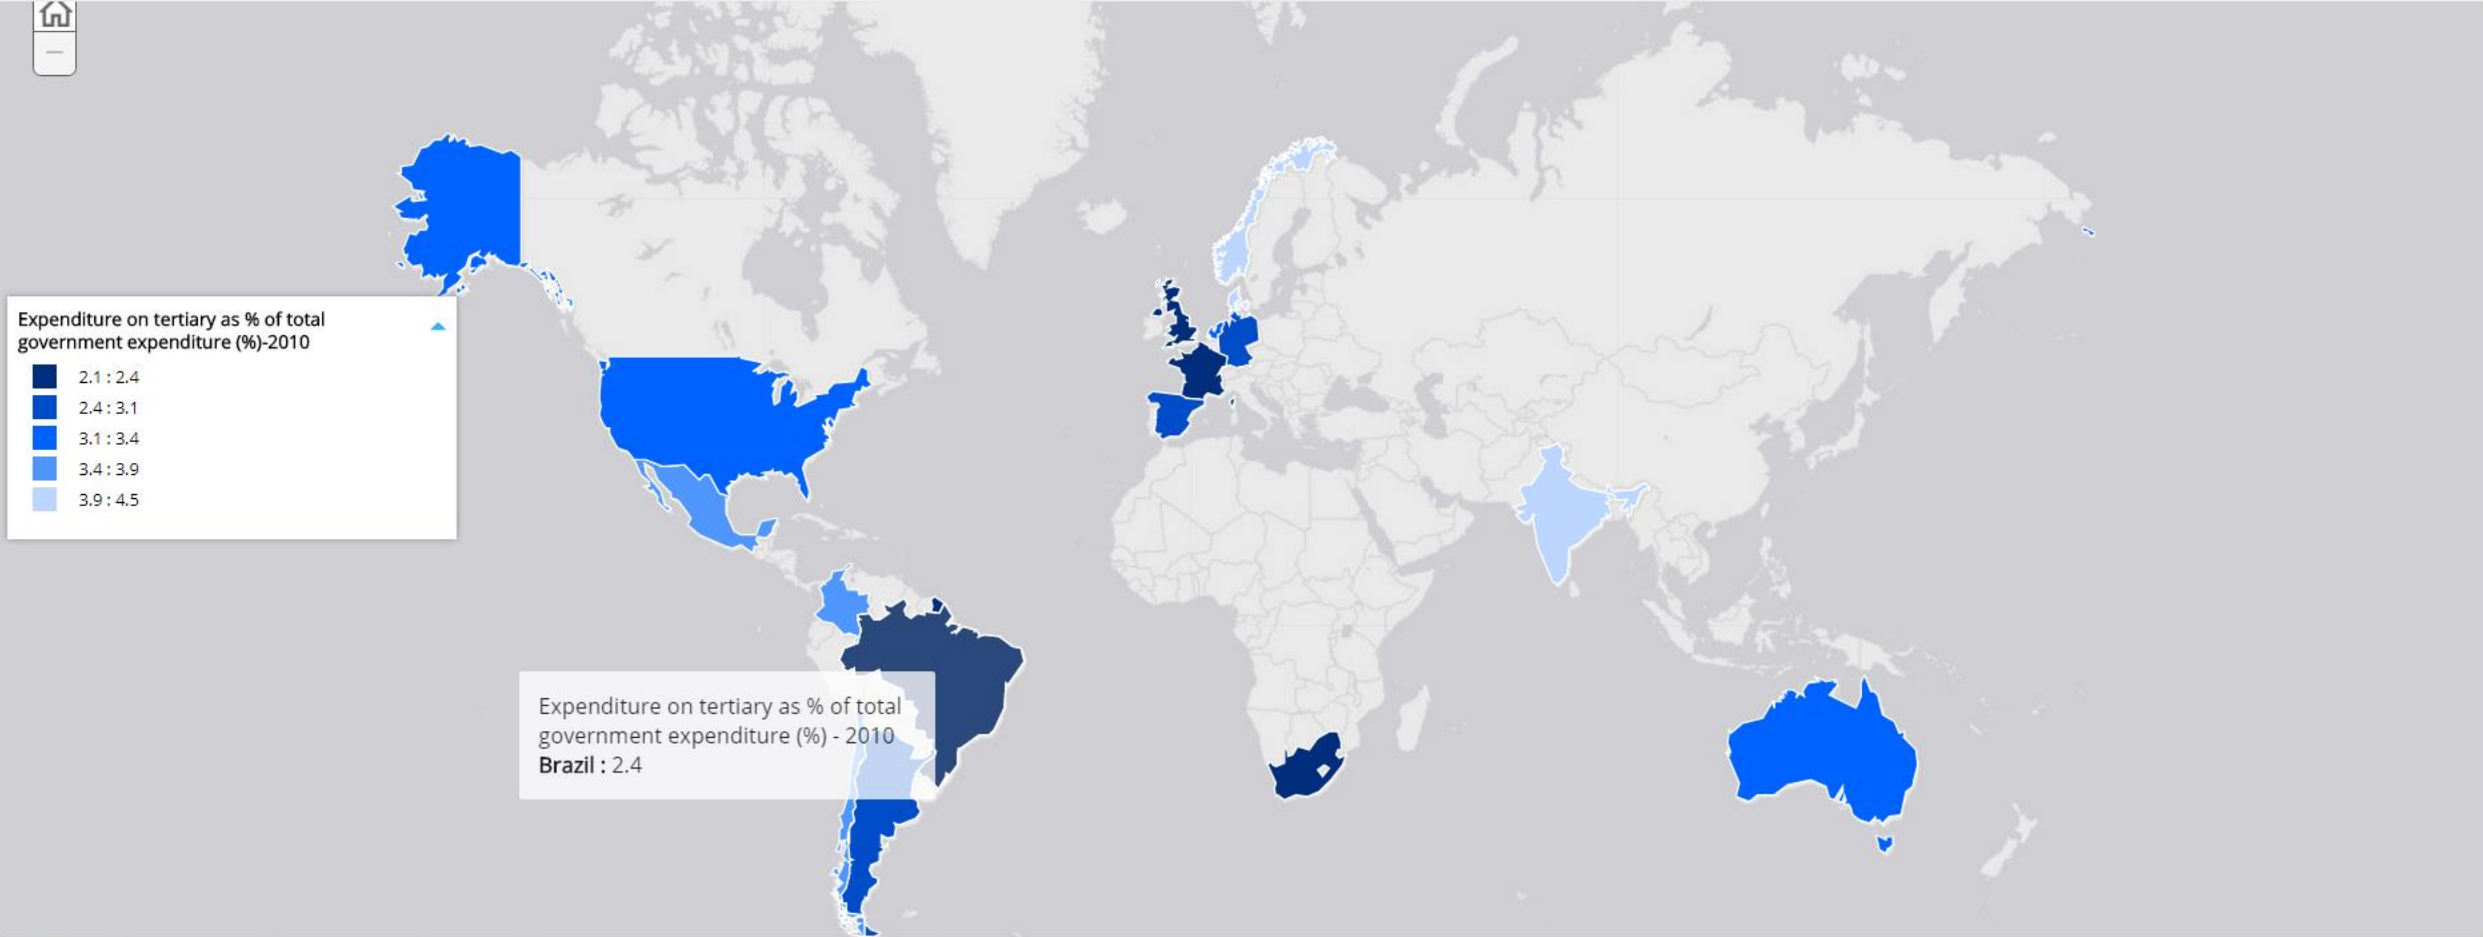 Expenditure on tertiary as % of total
government expenditure (%)-2010
2.1 : 2.4
2.4 : 3.1
3.1 : 3.4
3.4 : 3.9
3.9 : 4.5
Expenditure on tertiary as % of total
government expenditure (%) - 2010
Brazil : 2.4